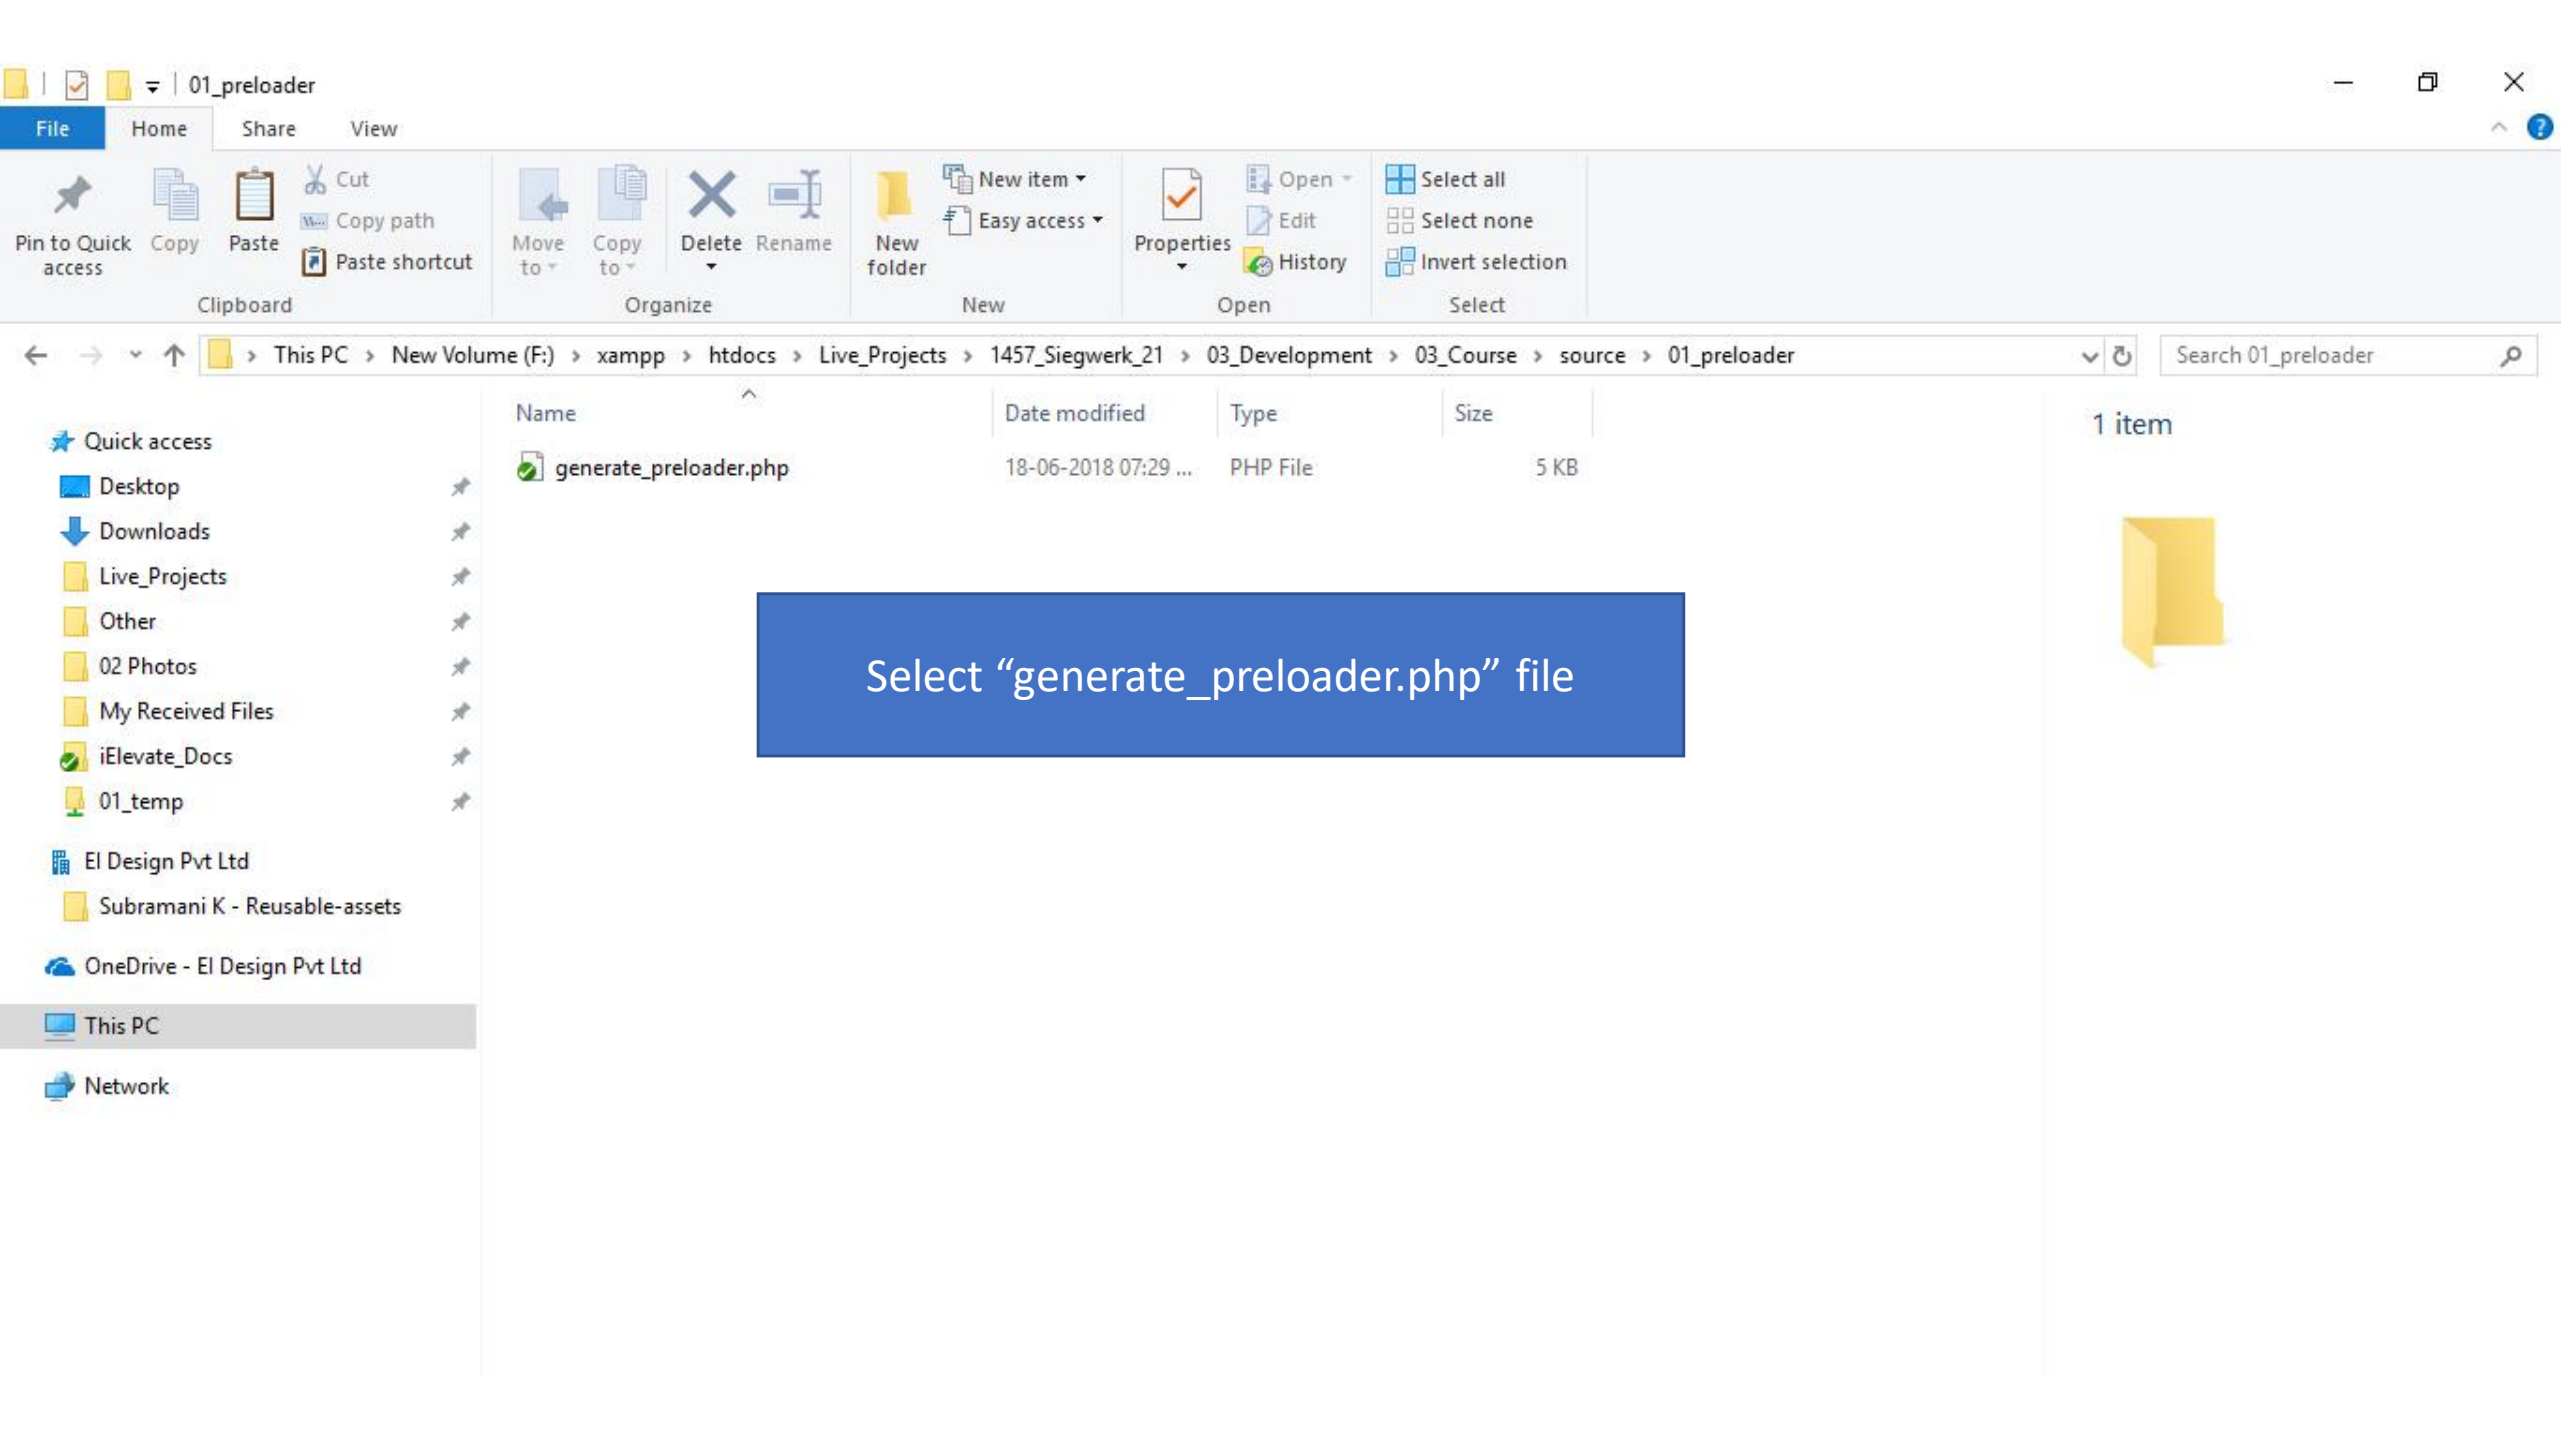 01_preloader
File Home Share View
Pin to Quick access Copy Paste Cut Copy path Paste shortcut
Move to Copy to Delete Rename New folder New item Easy access
Properties Open Edit History Select all Select none Invert selection
Clipboard Organize New Open Select
This PC > New Volume (F:) > xampp > htdocs > Live_Projects > 1457_Siegwerk_21 > 03_Development > 03_Course > source > 01_preloader
Search 01_preloader
Name Date modified Type Size
generate_preloader.php 18-06-2018 07:29 ... PHP File 5 KB
1 item
Quick access
Desktop
Downloads
Live_Projects
Other
02 Photos
My Received Files
iElevate_Docs
01_temp
EI Design Pvt Ltd
Subramani K - Reusable-assets
OneDrive - EI Design Pvt Ltd
This PC
Network
Select “generate_preloader.php” file